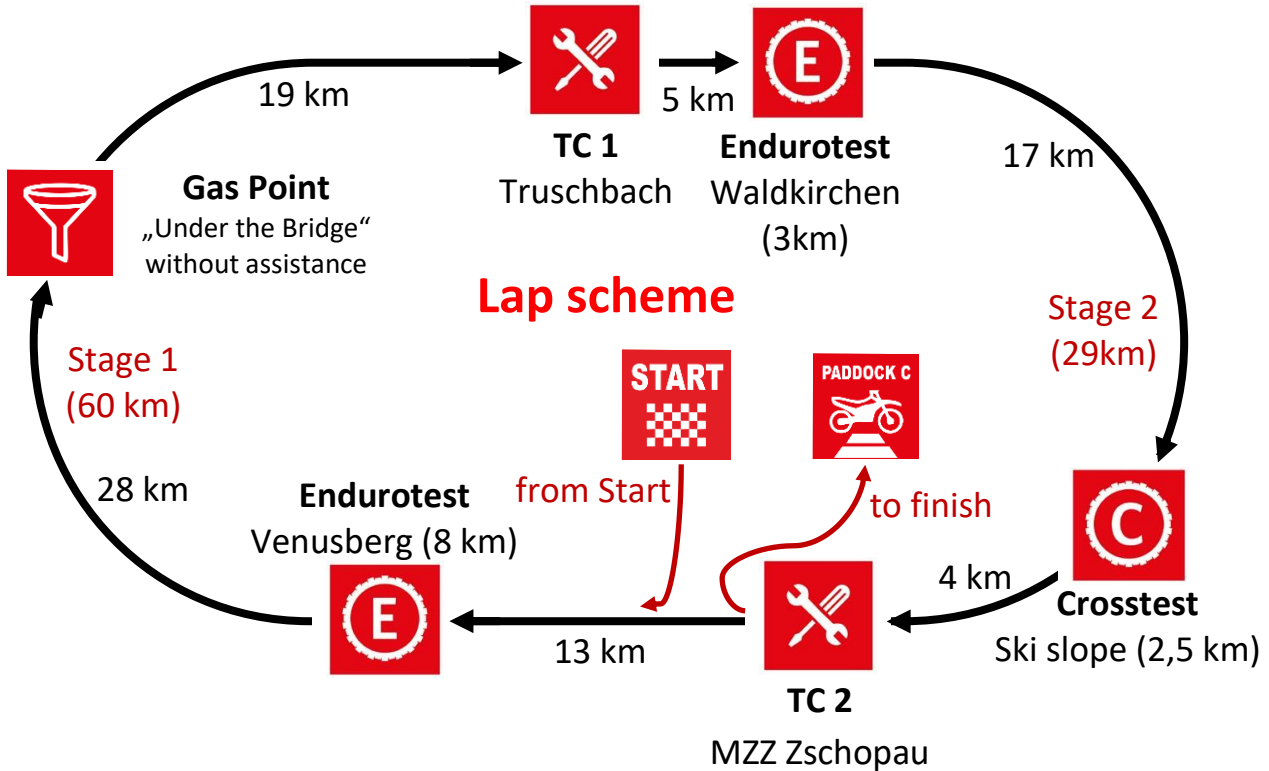 19 km
TC 1
Truschbach
5 km
E
Endurotest
Waldkirchen
(3km)
17 km
Gas Point
„Under the Bridge“
without assistance
Lap scheme
Stage 1
(60 km)
Stage 2
(29km)
START
PADDOCK C
from Start
to finish
28 km
Endurotest
Venusberg (8 km)
E
13 km
TC 2
MZZ Zschopau
4 km
C
Crosstest
Ski slope (2,5 km)